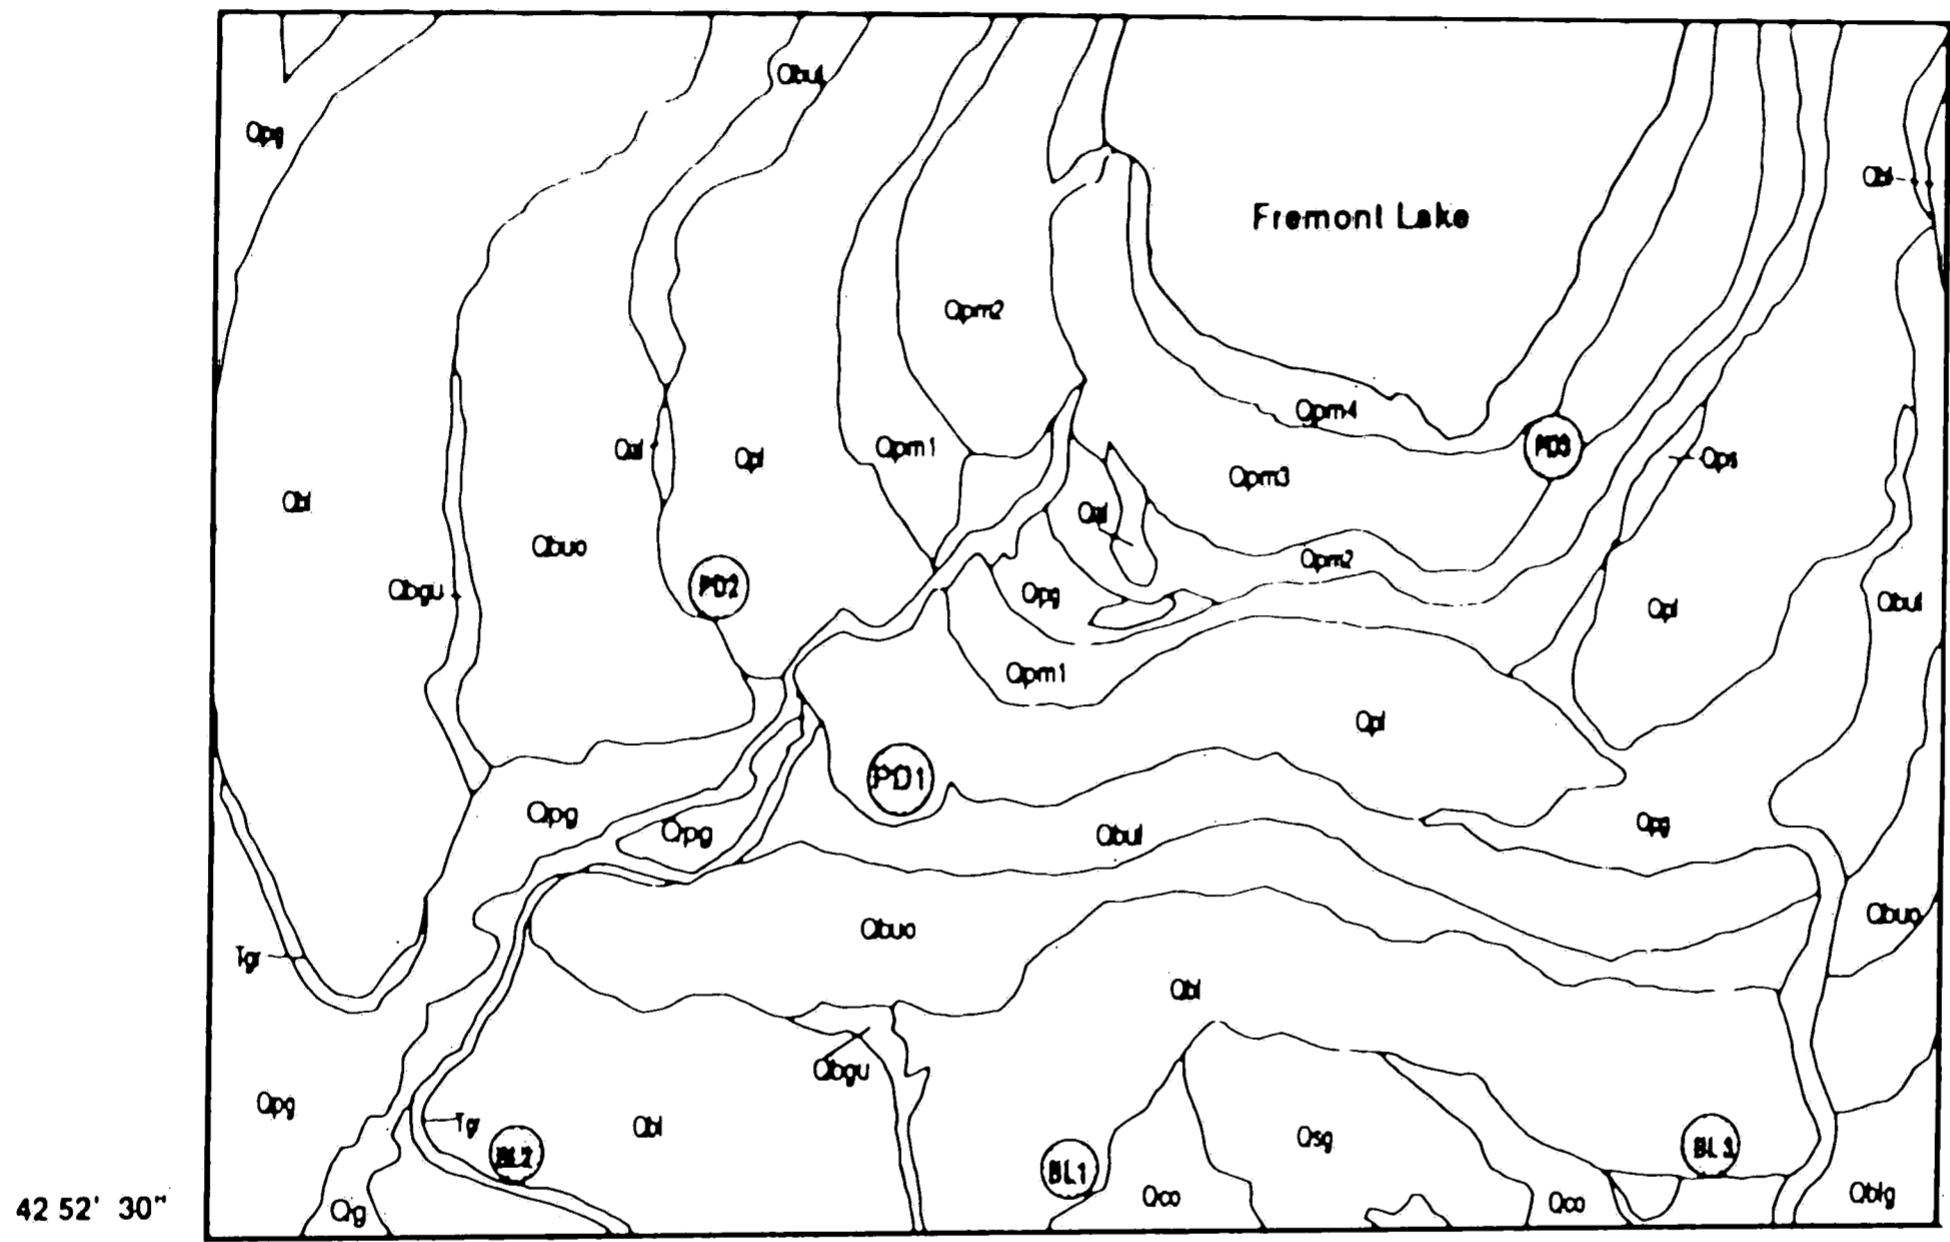 Qbul
Qpg
Qbl
Fremont Lake
Qpm2
Qpm4
Qal
Qpl
Qpm1
PD3
Qps
Qpm3
Qbl
Qal
Qbuo
Qpm2
PD2
Qbgu
Qpg
Qpl
Qbul
Qpm1
Qpl
PD1
Qpg
Qpg
Qpg
Qbul
Qbuo
Qbuo
Tgr
Qbl
Qbgu
Qpg
Tgr
Qbl
Qsg
BL2
BL1
BL3
42 52' 30"
Qg
Qco
Qco
Qblg